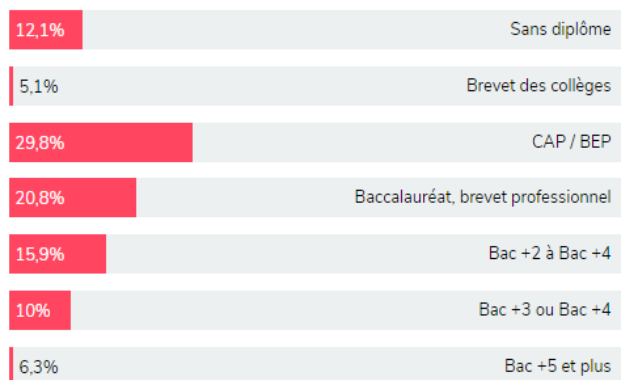 12,1% Sans diplôme
5,1% Brevet des collèges
29,8% CAP / BEP
20,8% Baccalauréat, brevet professionnel
15,9% Bac +2 à Bac +4
10% Bac +3 ou Bac +4
6,3% Bac +5 et plus